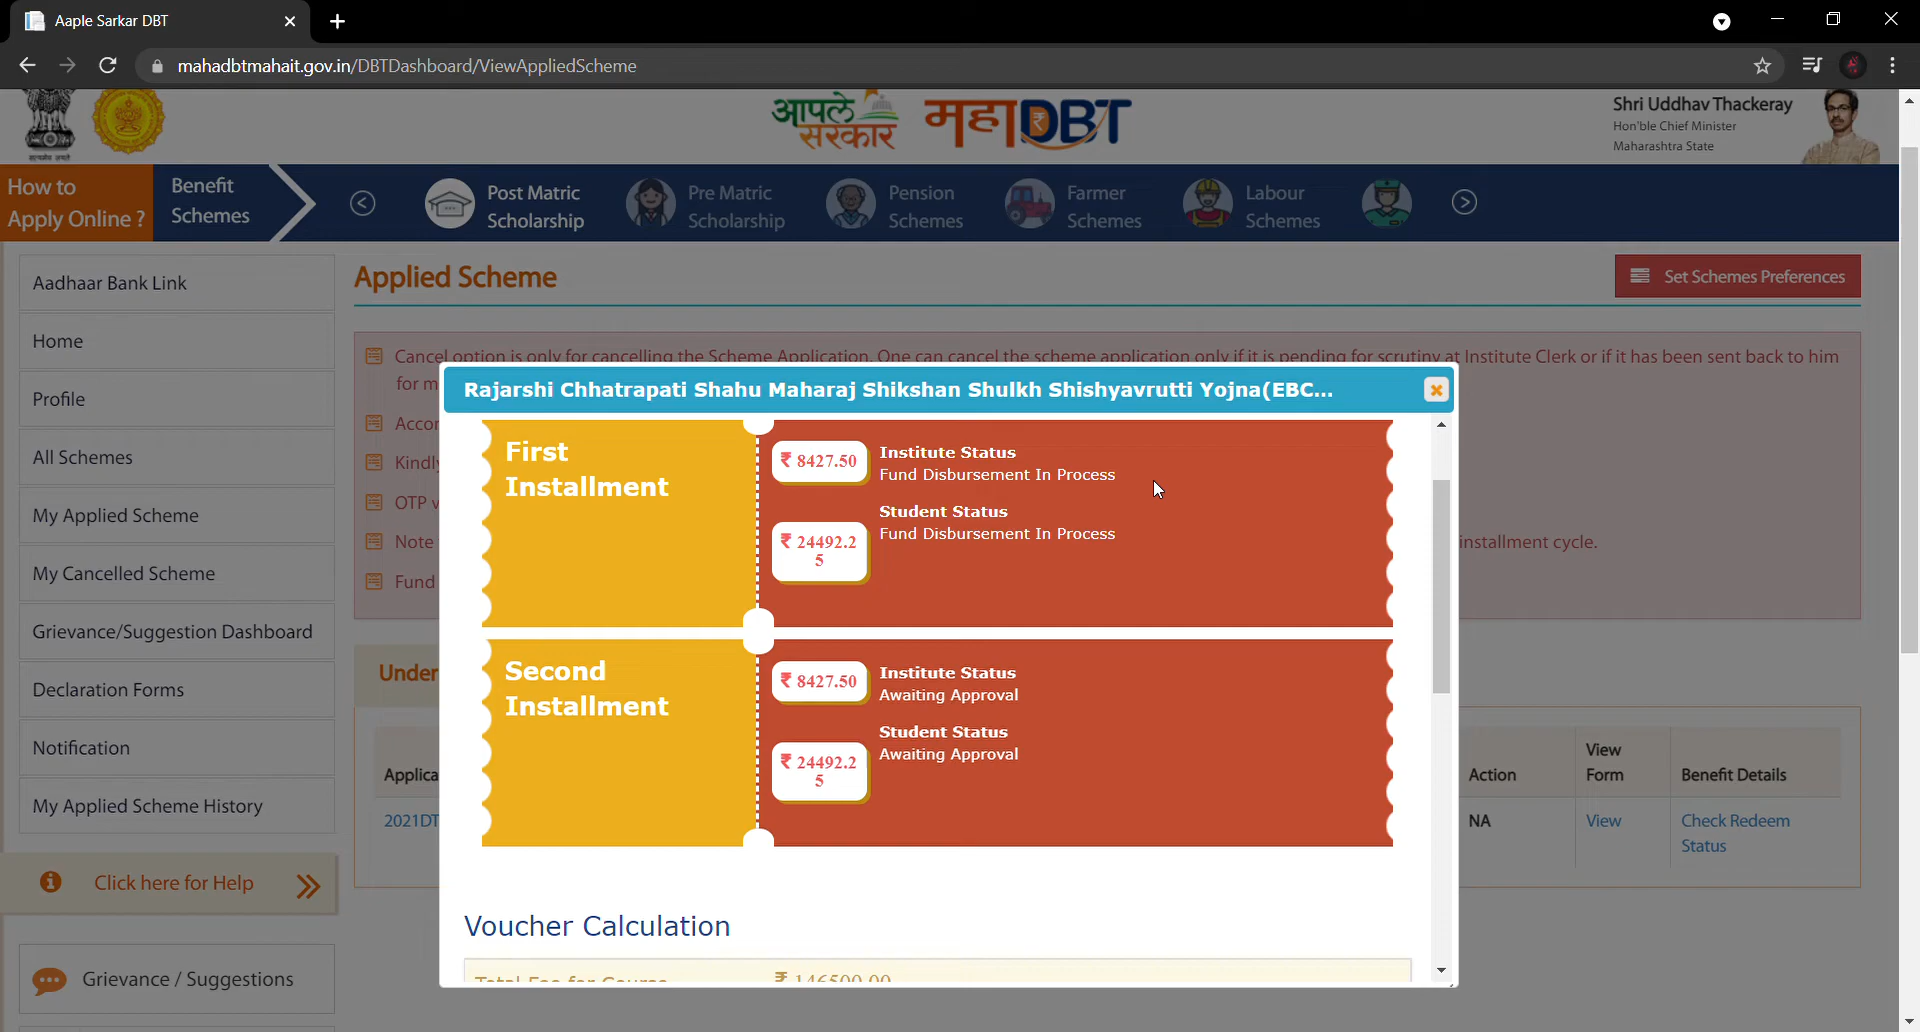 Aaple Sarkar DBT
mahadbtmahait.gov.in/DBTDashboard/ViewAppliedScheme
आपले
सरकार
महाDBT
Shri Uddhav Thackeray
Hon'ble Chief Minister
Maharashtra State
How to
Apply Online ?
Benefit
Schemes
Post Matric
Scholarship
Pre Matric
Scholarship
Pension
Schemes
Farmer
Schemes
Labour
Schemes
Aadhaar Bank Link
Home
Profile
All Schemes
My Applied Scheme
My Cancelled Scheme
Grievance/Suggestion Dashboard
Declaration Forms
Notification
My Applied Scheme History
Click here for Help
Grievance / Suggestions
Applied Scheme
Set Schemes Preferences
Cancel option is only for cancelling the Scheme Application. One can cancel the scheme application only if it is pending for scrutiny at Institute Clerk or if it has been sent back to him
for m
Accor
Kindly
OTP v
Note
installment cycle.
Fund
Under
Applica
Action
View
Form
Benefit Details
2021DT
NA
View
Check Redeem
Status
Rajarshi Chhatrapati Shahu Maharaj Shikshan Shulkh Shishyavrutti Yojna(EBC...
First
Installment
₹ 8427.50
Institute Status
Fund Disbursement In Process
₹ 24492.2
5
Student Status
Fund Disbursement In Process
Second
Installment
₹ 8427.50
Institute Status
Awaiting Approval
₹ 24492.2
5
Student Status
Awaiting Approval
Voucher Calculation
Total Fee for Course
₹ 146500.00